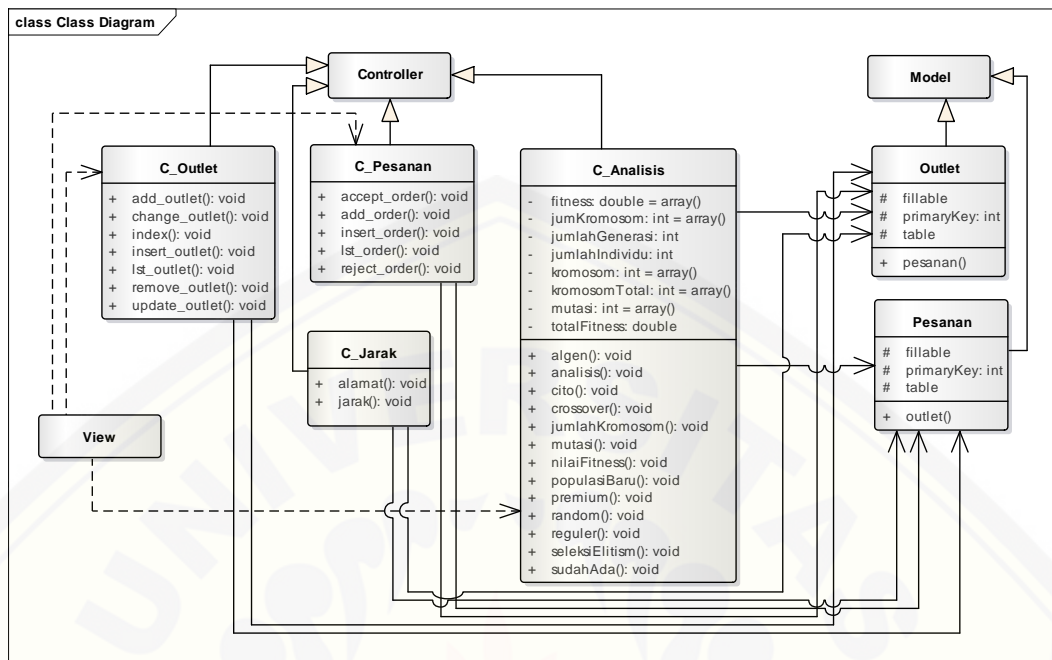 class Class Diagram
Controller
Model
C_Outlet
+ add_outlet(): void
+ change_outlet(): void
+ index(): void
+ insert_outlet(): void
+ lst_outlet(): void
+ remove_outlet(): void
+ update_outlet(): void
C_Pesanan
+ accept_order(): void
+ add_order(): void
+ insert_order(): void
+ lst_order(): void
+ reject_order(): void
C_Analisis
- fitness: double = array()
- jumKromosom: int = array()
- jumlahGenerasi: int
- jumlahIndividu: int
- kromosom: int = array()
- kromosomTotal: int = array()
- mutasi: int = array()
- totalFitness: double
+ algen(): void
+ analisis(): void
+ cito(): void
+ crossover(): void
+ jumlahKromosom(): void
+ mutasi(): void
+ nilaiFitness(): void
+ populasiBaru(): void
+ premium(): void
+ random(): void
+ reguler(): void
+ seleksiElitism(): void
+ sudahAda(): void
Outlet
# fillable
# primaryKey: int
# table
+ pesanan()
Pesanan
# fillable
# primaryKey: int
# table
+ outlet()
C_Jarak
+ alamat(): void
+ jarak(): void
View
UNIVERSITAS